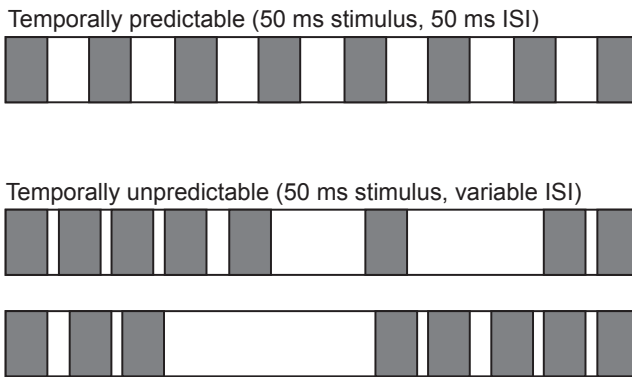 Temporally predictable (50 ms stimulus, 50 ms ISI)
Temporally unpredictable (50 ms stimulus, variable ISI)